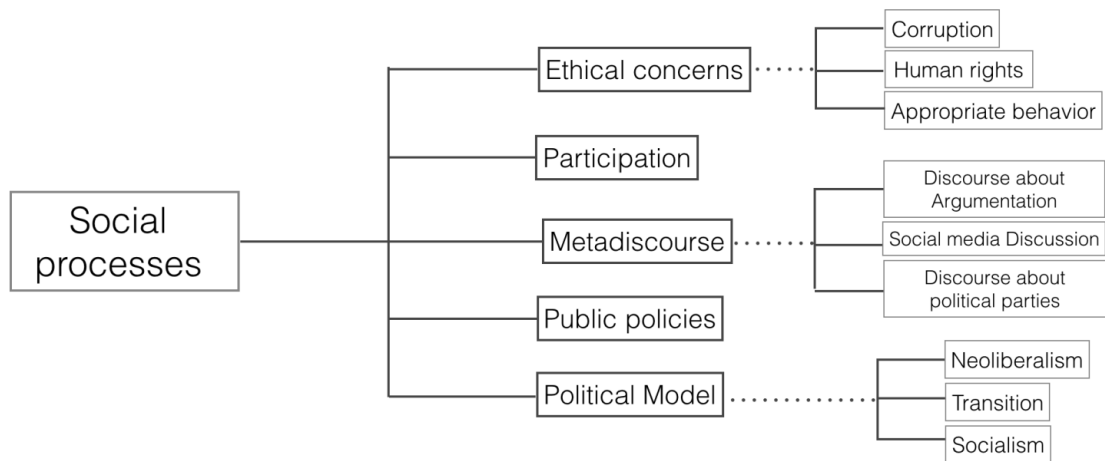 Social
processes
Ethical concerns
Corruption
Human rights
Appropriate behavior
Participation
Metadiscourse
Discourse about
Argumentation
Social media Discussion
Discourse about
political parties
Public policies
Political Model
Neoliberalism
Transition
Socialism